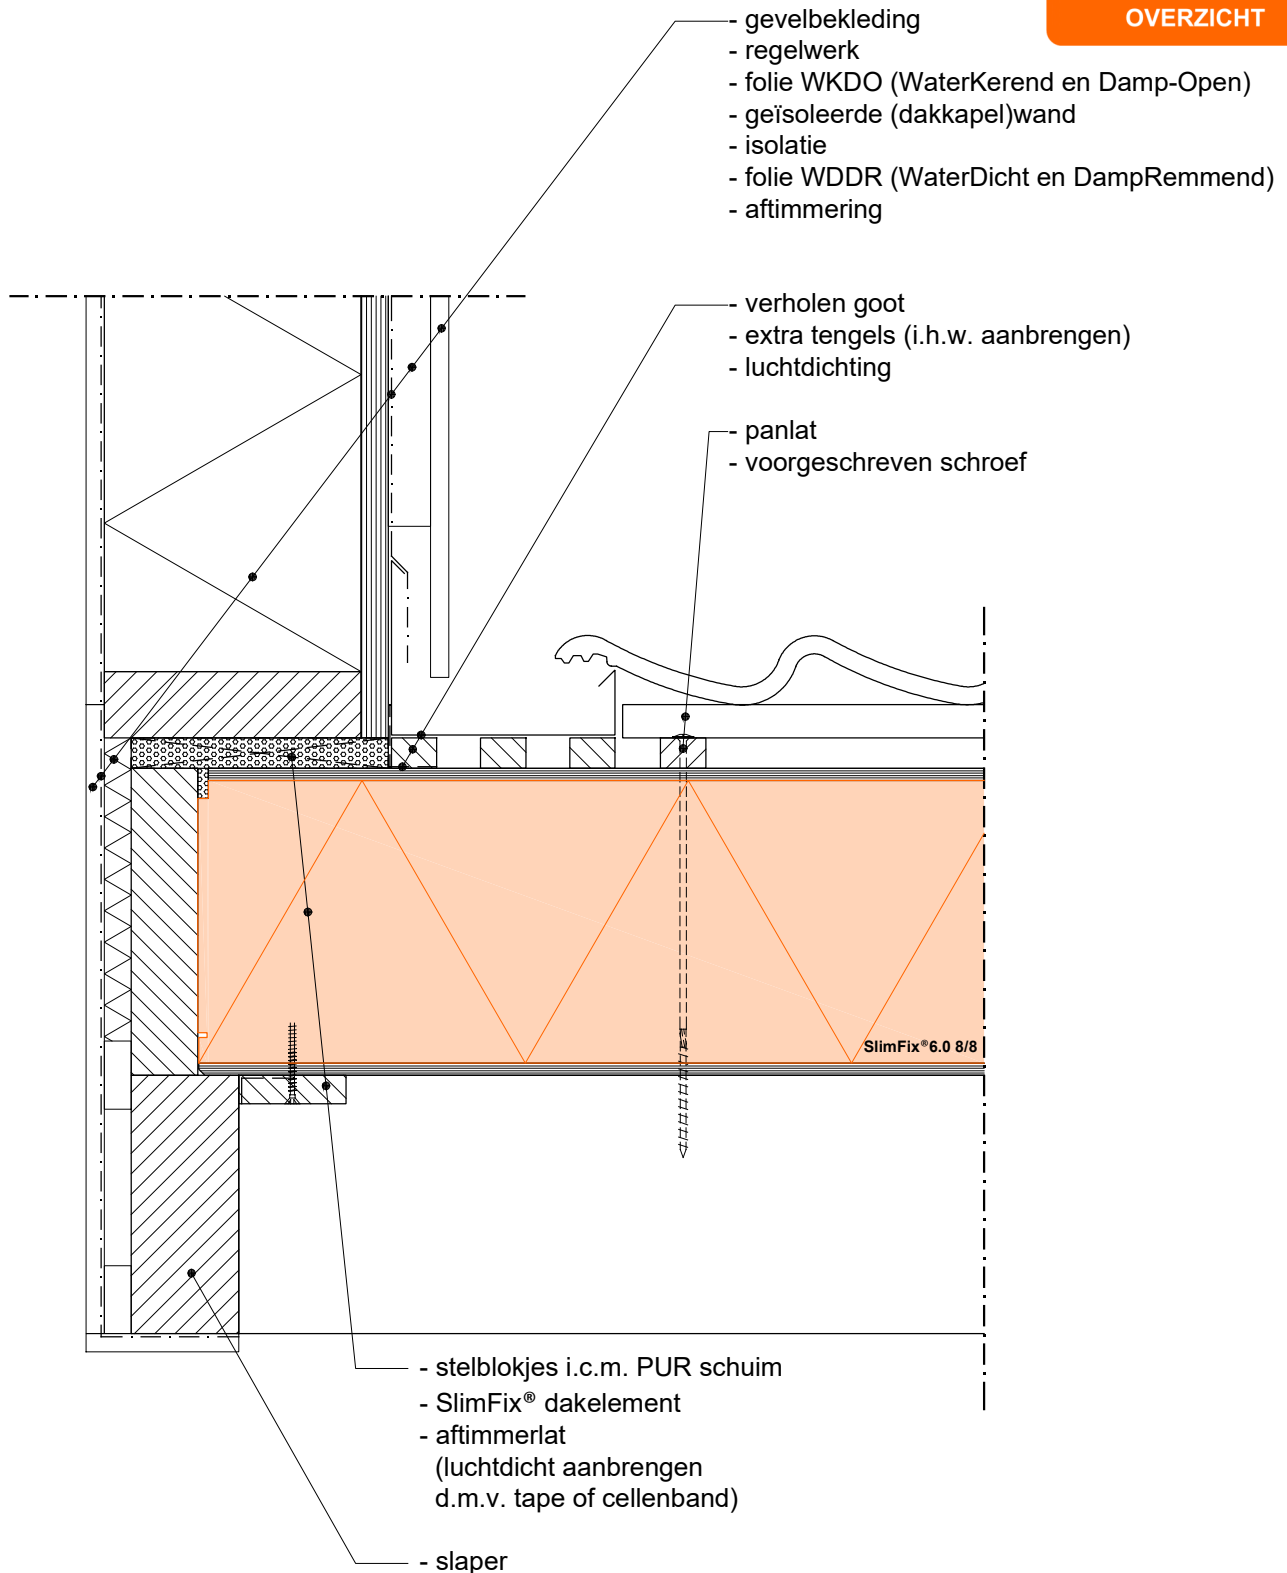 OVERZICHT
- gevelbekleding
- regelwerk
- folie WKDO (WaterKerend en Damp-Open)
- geïsoleerde (dakkapel)wand
- isolatie
- folie WDDR (WaterDicht en DampRemmend)
- aftimmering
- verholen goot
- extra tengels (i.h.w. aanbrengen)
- luchtdichting
- panlat
- voorgeschreven schroef
SlimFix®6.0 8/8
- stelblokjes i.c.m. PUR schuim
- SlimFix® dakelement
- aftimmerlat
(luchtdicht aanbrengen
d.m.v. tape of cellenband)
- slaper